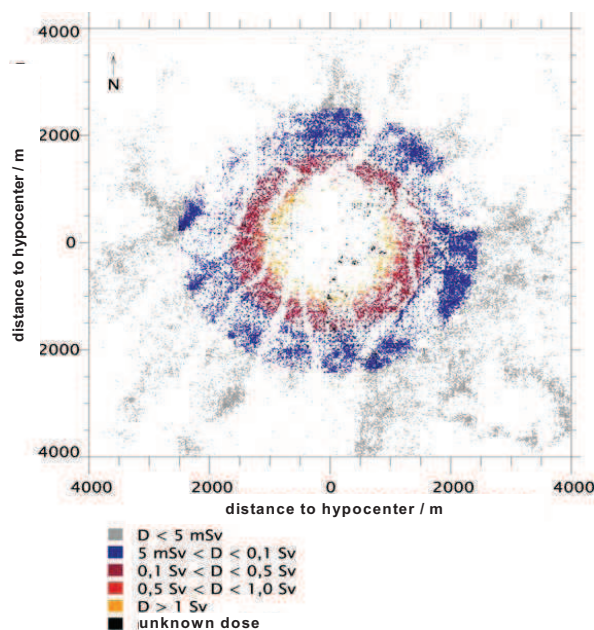 4000
N
2000
0
2000
4000
distance to hypocenter / m
4000 2000 0 2000 4000
distance to hypocenter / m
D < 5 mSv
5 mSv < D < 0,1 Sv
0,1 Sv < D < 0,5 Sv
0,5 Sv < D < 1,0 Sv
D > 1 Sv
unknown dose